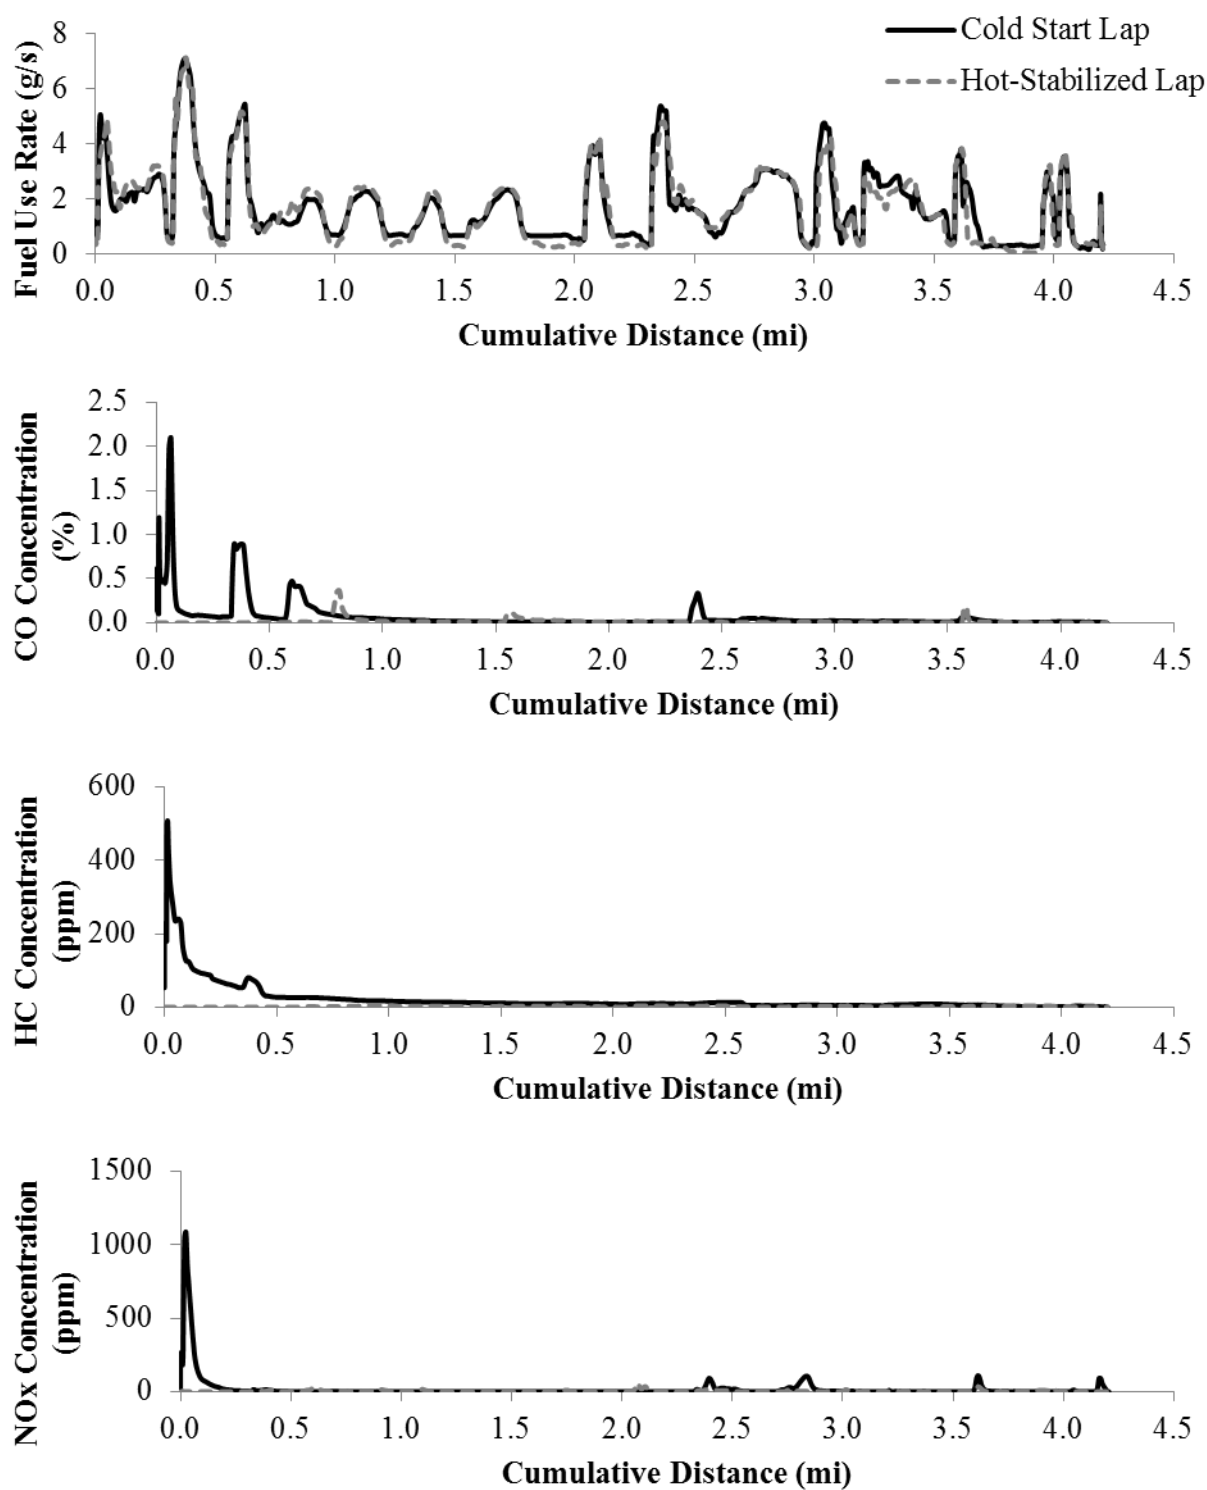 Cold Start Lap
Hot-Stabilized Lap
Fuel Use Rate (g/s)
8
6
4
2
0
0.0 0.5 1.0 1.5 2.0 2.5 3.0 3.5 4.0 4.5
Cumulative Distance (mi)
CO Concentration
(%)
2.5
2.0
1.5
1.0
0.5
0.0
0.0 0.5 1.0 1.5 2.0 2.5 3.0 3.5 4.0 4.5
Cumulative Distance (mi)
HC Concentration
(ppm)
600
400
200
0
0.0 0.5 1.0 1.5 2.0 2.5 3.0 3.5 4.0 4.5
Cumulative Distance (mi)
NOx Concentration
(ppm)
1500
1000
500
0
0.0 0.5 1.0 1.5 2.0 2.5 3.0 3.5 4.0 4.5
Cumulative Distance (mi)